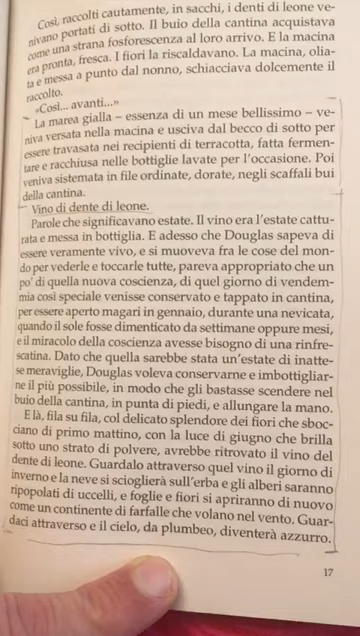 Così, raccolti cautamente, in sacchi, i denti di leone ve-
nivano portati di sotto. Il buio della cantina acquistava
come una strana fosforescenza al loro arrivo. E la macina
era pronta, fresca. I fiori la riscaldavano. La macina, olia-
ta e messa a punto dal nonno, schiacciava dolcemente il
raccolto.
«Così... avanti...»
La marea gialla – essenza di un mese bellissimo – ve-
niva versata nella macina e usciva dal becco di sotto per
essere travasata nei recipienti di terracotta, fatta fermen-
tare e racchiusa nelle bottiglie lavate per l'occasione. Poi
veniva sistemata in file ordinate, dorate, negli scaffali bui
della cantina.
Vino di dente di leone.
Parole che significavano estate. Il vino era l'estate cattu-
rata e messa in bottiglia. E adesso che Douglas sapeva di
essere veramente vivo, e si muoveva fra le cose del mon-
do per vederle e toccarle tutte, pareva appropriato che un
po' di quella nuova coscienza, di quel giorno di vendem-
mia così speciale venisse conservato e tappato in cantina,
per essere aperto magari in gennaio, durante una nevicata,
quando il sole fosse dimenticato da settimane oppure mesi,
e il miracolo della coscienza avesse bisogno di una rinfre-
scatina. Dato che quella sarebbe stata un'estate di inatte-
se meraviglie, Douglas voleva conservarne e imbottigliar-
ne il più possibile, in modo che gli bastasse scendere nel
buio della cantina, in punta di piedi, e allungare la mano.
E là, fila su fila, col delicato splendore dei fiori che sboc-
ciano di primo mattino, con la luce di giugno che brilla
sotto uno strato di polvere, avrebbe ritrovato il vino del
dente di leone. Guardalo attraverso quel vino il giorno di
inverno e la neve si scioglierà sull'erba e gli alberi saranno
ripopolati di uccelli, e foglie e fiori si apriranno di nuovo
come un continente di farfalle che volano nel vento. Guar-
daci attraverso e il cielo, da plumbeo, diventerà azzurro.
17